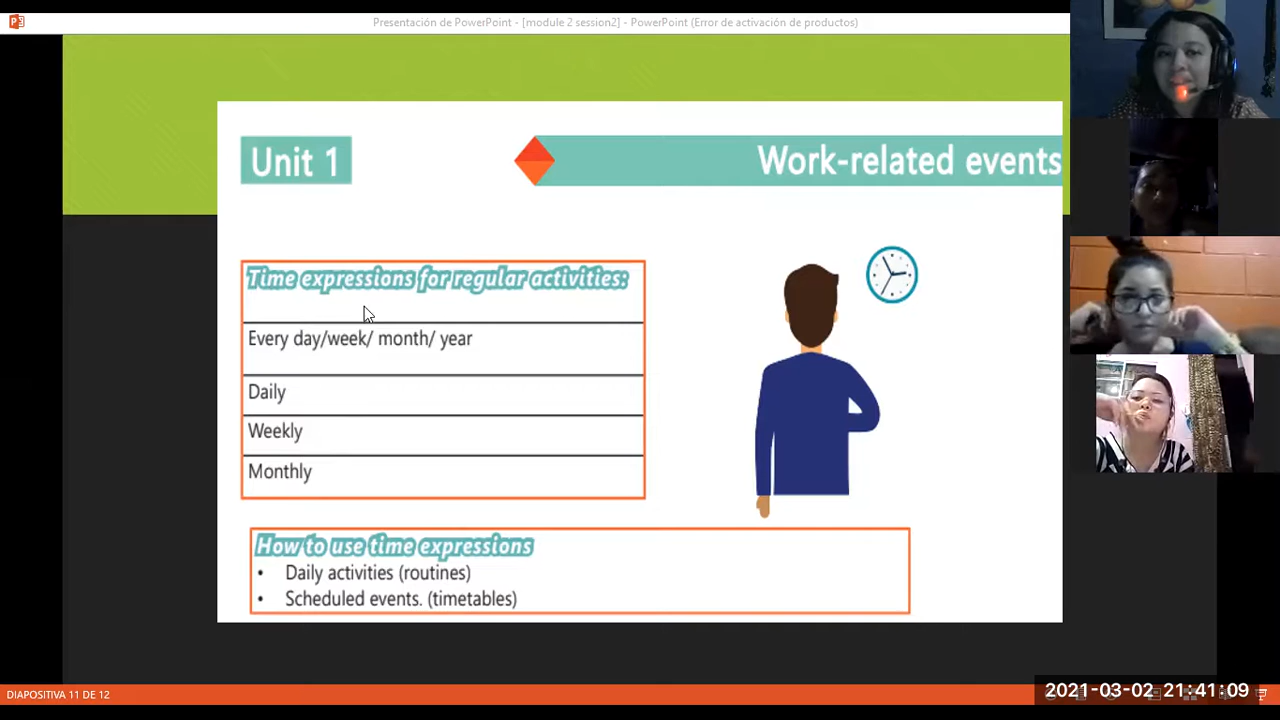 Presentación de PowerPoint - [module 2 session2] - PowerPoint (Error de activación de productos)
Unit 1
Work-related events
Time expressions for regular activities:
Every day/week/ month/ year
Daily
Weekly
Monthly
How to use time expressions
• Daily activities (routines)
• Scheduled events. (timetables)
DIAPOSITIVA 11 DE 12
2021-03-02 21:41:09